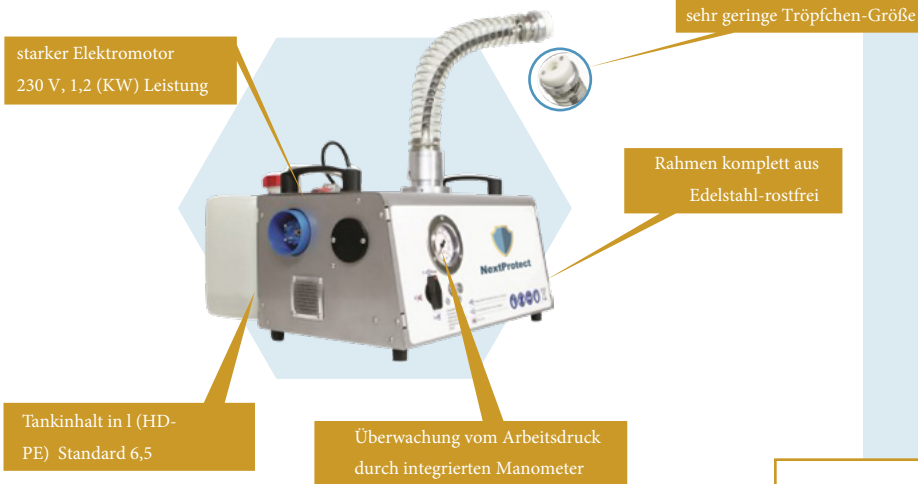 sehr geringe Tröpfchen-Größe
starker Elektromotor
230 V, 1,2 (KW) Leistung
Rahmen komplett aus
Edelstahl-rostfrei
NextProtect
Tankinhalt in l (HD-
PE) Standard 6,5
Überwachung vom Arbeitsdruck
durch integrierten Manometer